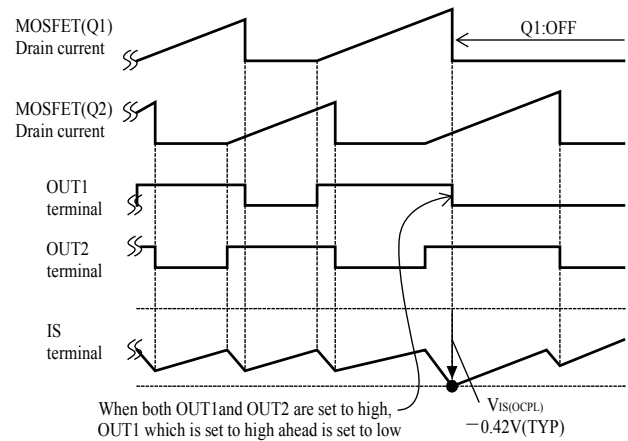 MOSFET(Q1)
Drain current
Q1:OFF
MOSFET(Q2)
Drain current
OUT1
terminal
OUT2
terminal
IS
terminal
When both OUT1and OUT2 are set to high,
OUT1 which is set to high ahead is set to low
VIS(OCPL)
−0.42V(TYP)